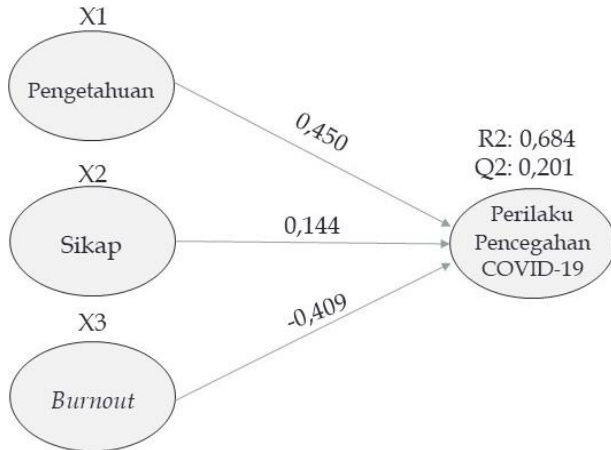 X1
Pengetahuan
0,450
R2: 0,684
Q2: 0,201
X2
Sikap
0,144
Perilaku
Pencegahan
COVID-19
X3
Burnout
-0,409